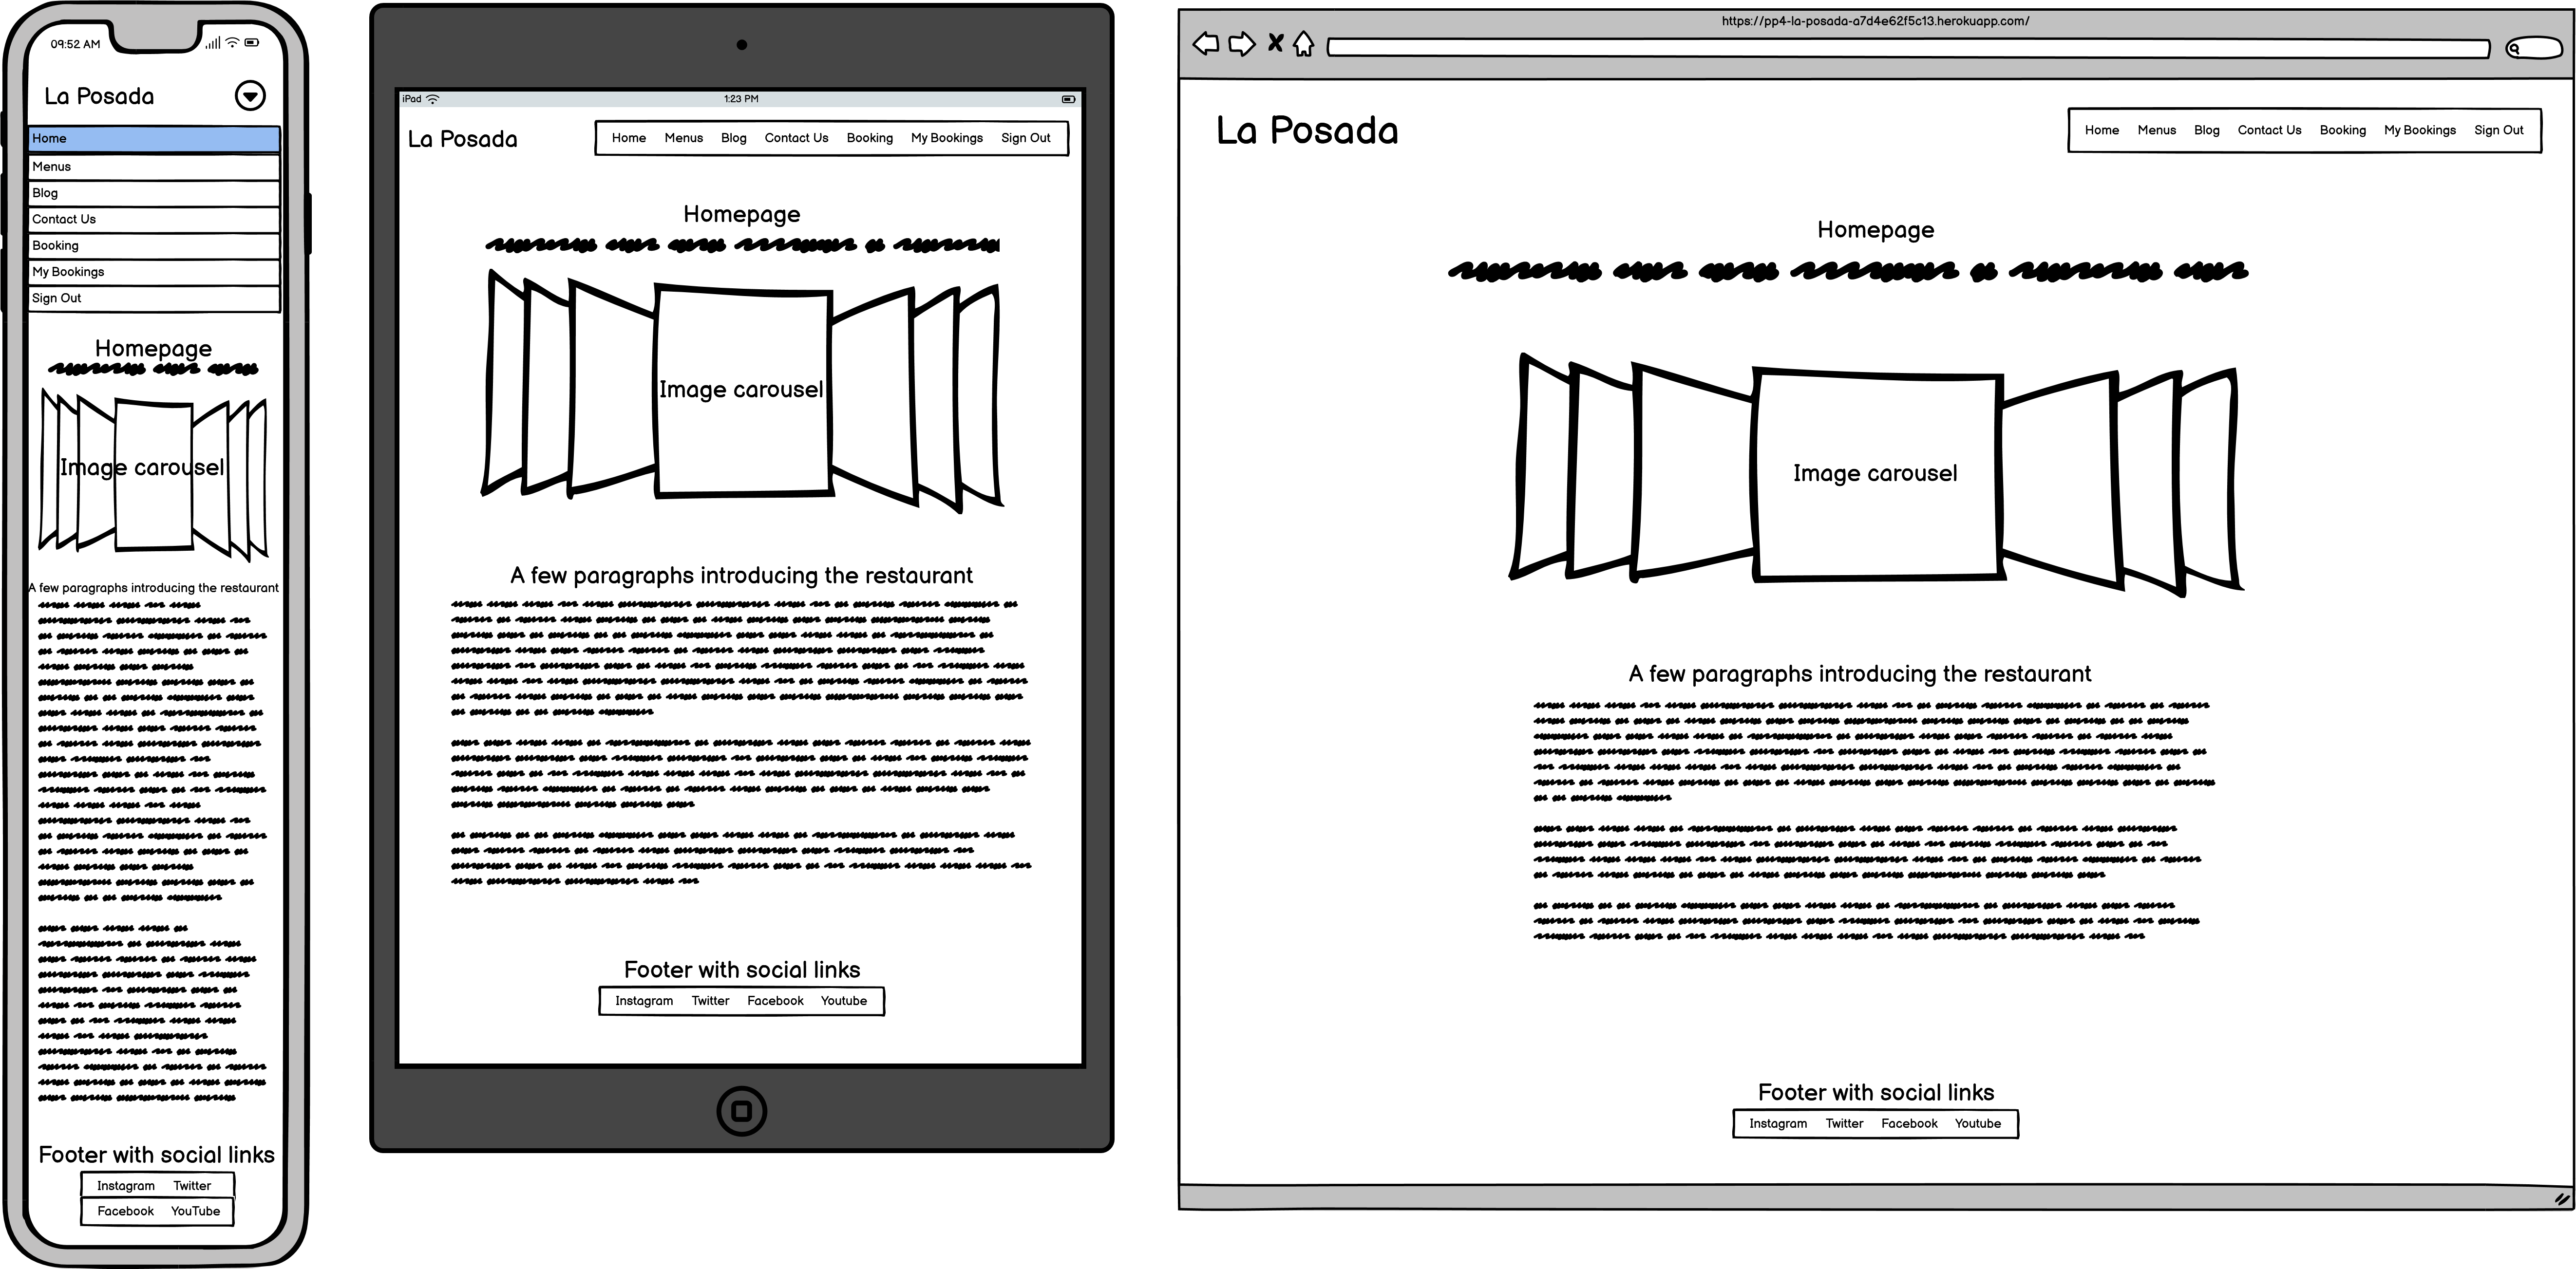 09:52 AM
La Posada
Home
Menus
Blog
Contact Us
Booking
My Bookings
Sign Out
Homepage
Image carousel
A few paragraphs introducing the restaurant
Footer with social links
Instagram Twitter
Facebook YouTube
iPad 1:23 PM
La Posada Home Menus Blog Contact Us Booking My Bookings Sign Out
Homepage
Image carousel
A few paragraphs introducing the restaurant
Footer with social links
Instagram Twitter Facebook Youtube
https://pp4-la-posada-a7d4e62f5c13.herokuapp.com/
La Posada Home Menus Blog Contact Us Booking My Bookings Sign Out
Homepage
Image carousel
A few paragraphs introducing the restaurant
Footer with social links
Instagram Twitter Facebook Youtube